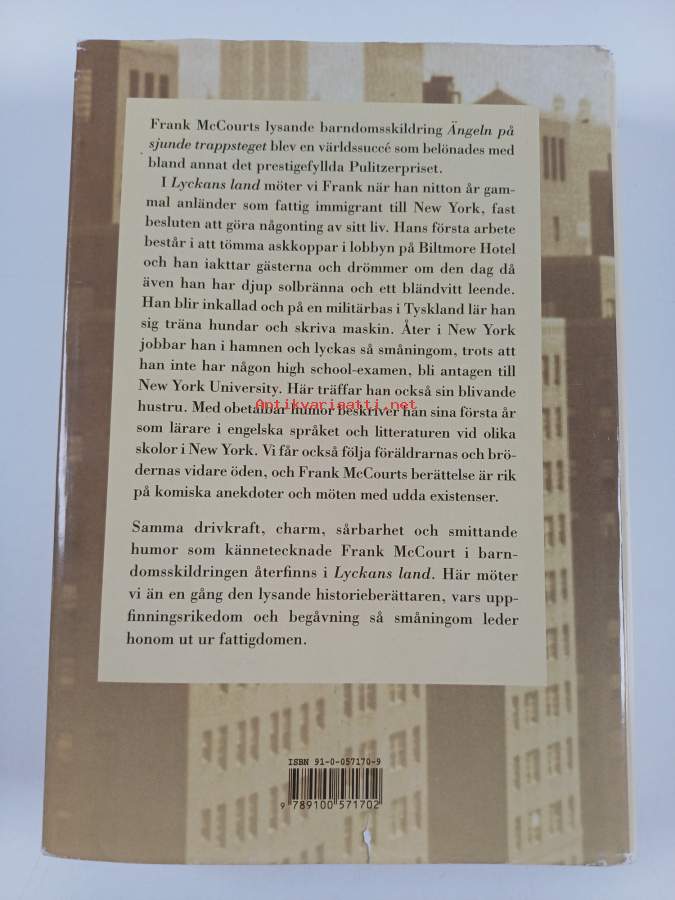 Frank McCourts lysande barndomsskildring Ängeln på
sjunde trappsteget blev en världssuccé som belönades med
bland annat det prestigefyllda Pulitzerpriset.
I Lyckans land möter vi Frank när han nitton år gam-
mal anländer som fattig immigrant till New York, fast
besluten att göra någonting av sitt liv. Hans första arbete
består i att tömma askkoppar i lobbyn på Biltmore Hotel
och han iakttar gästerna och drömmer om den dag då
även han har djup solbränna och ett bländvitt leende.
Han blir inkallad och på en militärbas i Tyskland lär han
sig träna hundar och skriva maskin. Åter i New York
jobbar han i hamnen och lyckas så småningom, trots att
han inte har någon high school-examen, bli antagen till
New York University. Här träffar han också sin blivande
hustru. Med obetalbar humor beskriver han sina första år
Antikvariaatti.net
som lärare i engelska språket och litteraturen vid olika
skolor i New York. Vi får också följa föräldrarnas och brö-
dernas vidare öden, och Frank McCourts berättelse är rik
på komiska anekdoter och möten med udda existenser.
Samma drivkraft, charm, sårbarhet och smittande
humor som kännetecknade Frank McCourt i barn-
domsskildringen återfinns i Lyckans land. Här möter
vi än en gång den lysande historieberättaren, vars upp-
finningsrikedom och begåvning så småningom leder
honom ut ur fattigdomen.
ISBN 91-0-057170-9
9 789100 571702